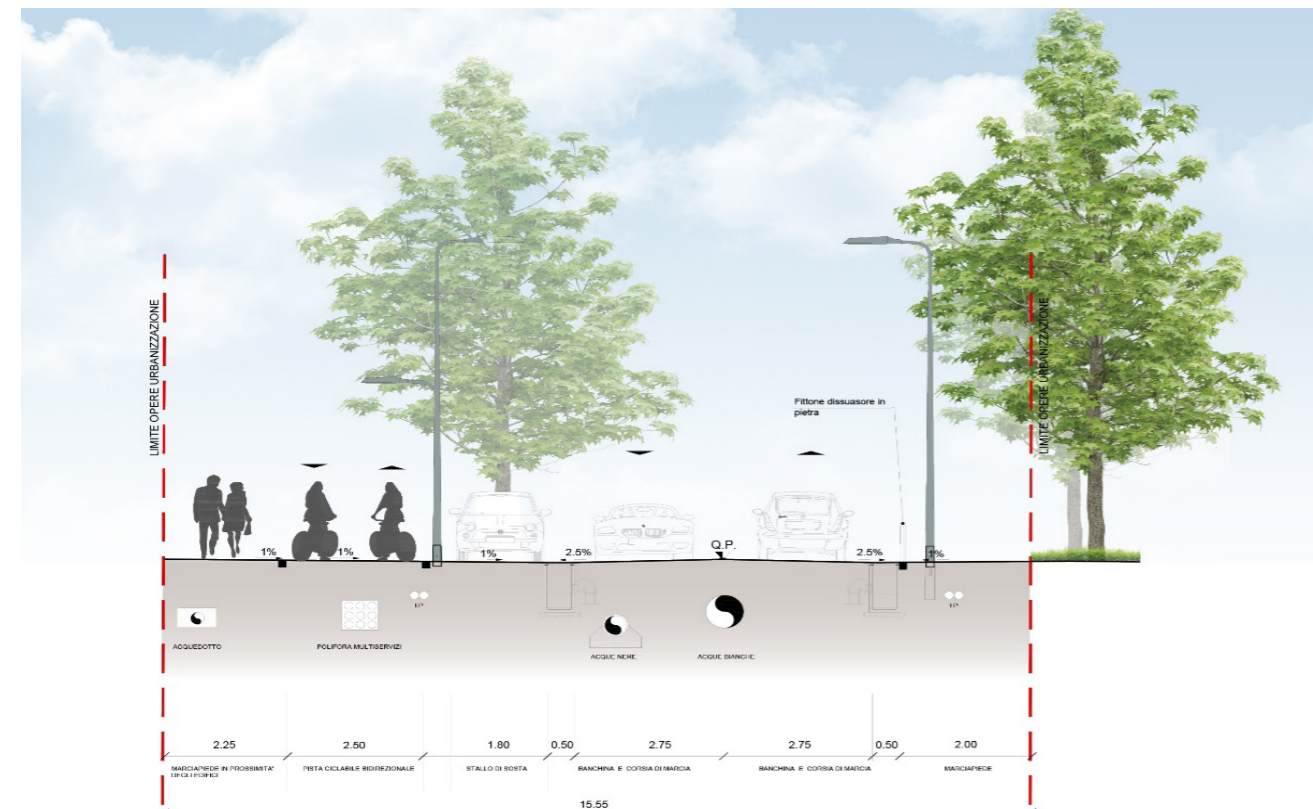 LIMITE OPERE URBANIZZAZIONE
LIMITE OPERE URBANIZZAZIONE
Fittone dissuasore in
pietra
Q.P.
1%
1%
1%
2.5%
2.5%
1%
I.P.
I.P.
ACQUEDOTTO
POLIFORA MULTISERVIZI
ACQUE NERE
ACQUE BIANCHE
2.25
2.50
1.80
0.50
2.75
2.75
0.50
2.00
MARCIAPIEDE IN PROSSIMITA'
DEGLI EDIFICI
PISTA CICLABILE BIDIREZIONALE
STALLO DI SOSTA
BANCHINA E CORSIA DI MARCIA
BANCHINA E CORSIA DI MARCIA
MARCIAPIEDE
15.55